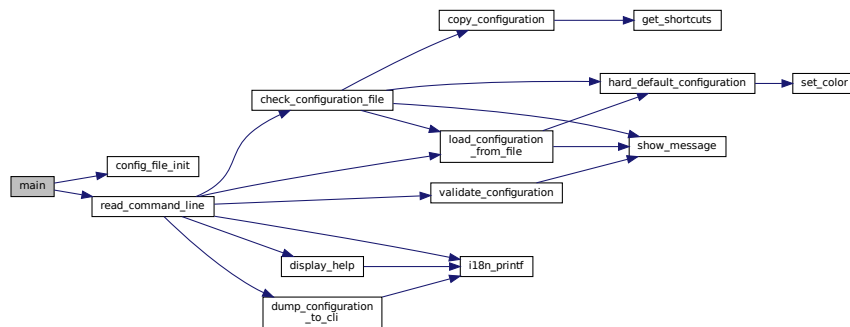 copy_configuration
get_shortcuts
hard_default_configuration
set_color
check_configuration_file
load_configuration
_from_file
show_message
config_file_init
main
validate_configuration
read_command_line
display_help
i18n_printf
dump_configuration
_to_cli